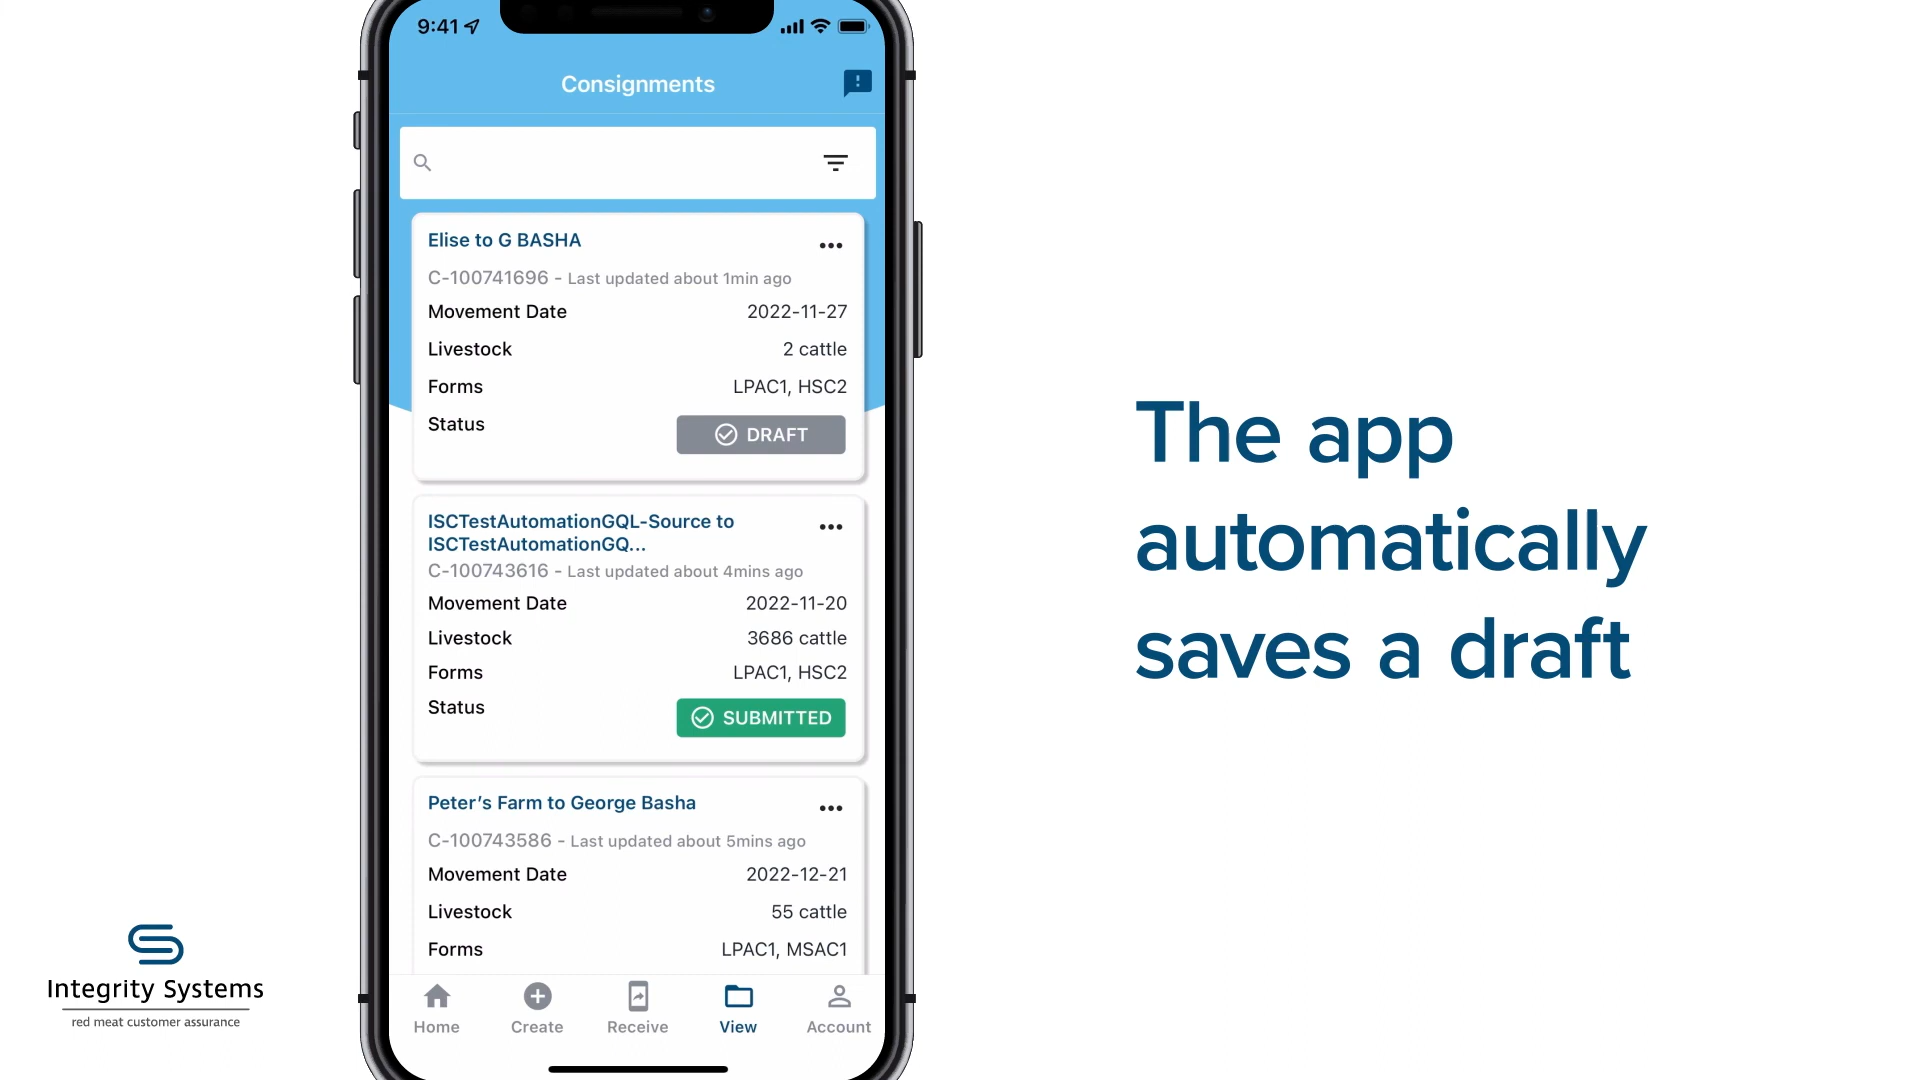 9:41
Consignments
Elise to G BASHA
C-100741696 - Last updated about 1min ago
Movement Date 2022-11-27
Livestock 2 cattle
Forms LPAC1, HSC2
Status DRAFT
ISCTestAutomationGQL-Source to
ISCTestAutomationGQ...
C-100743616 - Last updated about 4mins ago
Movement Date 2022-11-20
Livestock 3686 cattle
Forms LPAC1, HSC2
Status SUBMITTED
Peter’s Farm to George Basha
C-100743586 - Last updated about 5mins ago
Movement Date 2022-12-21
Livestock 55 cattle
Forms LPAC1, MSAC1
Home Create Receive View Account
The app
automatically
saves a draft
Integrity Systems
red meat customer assurance